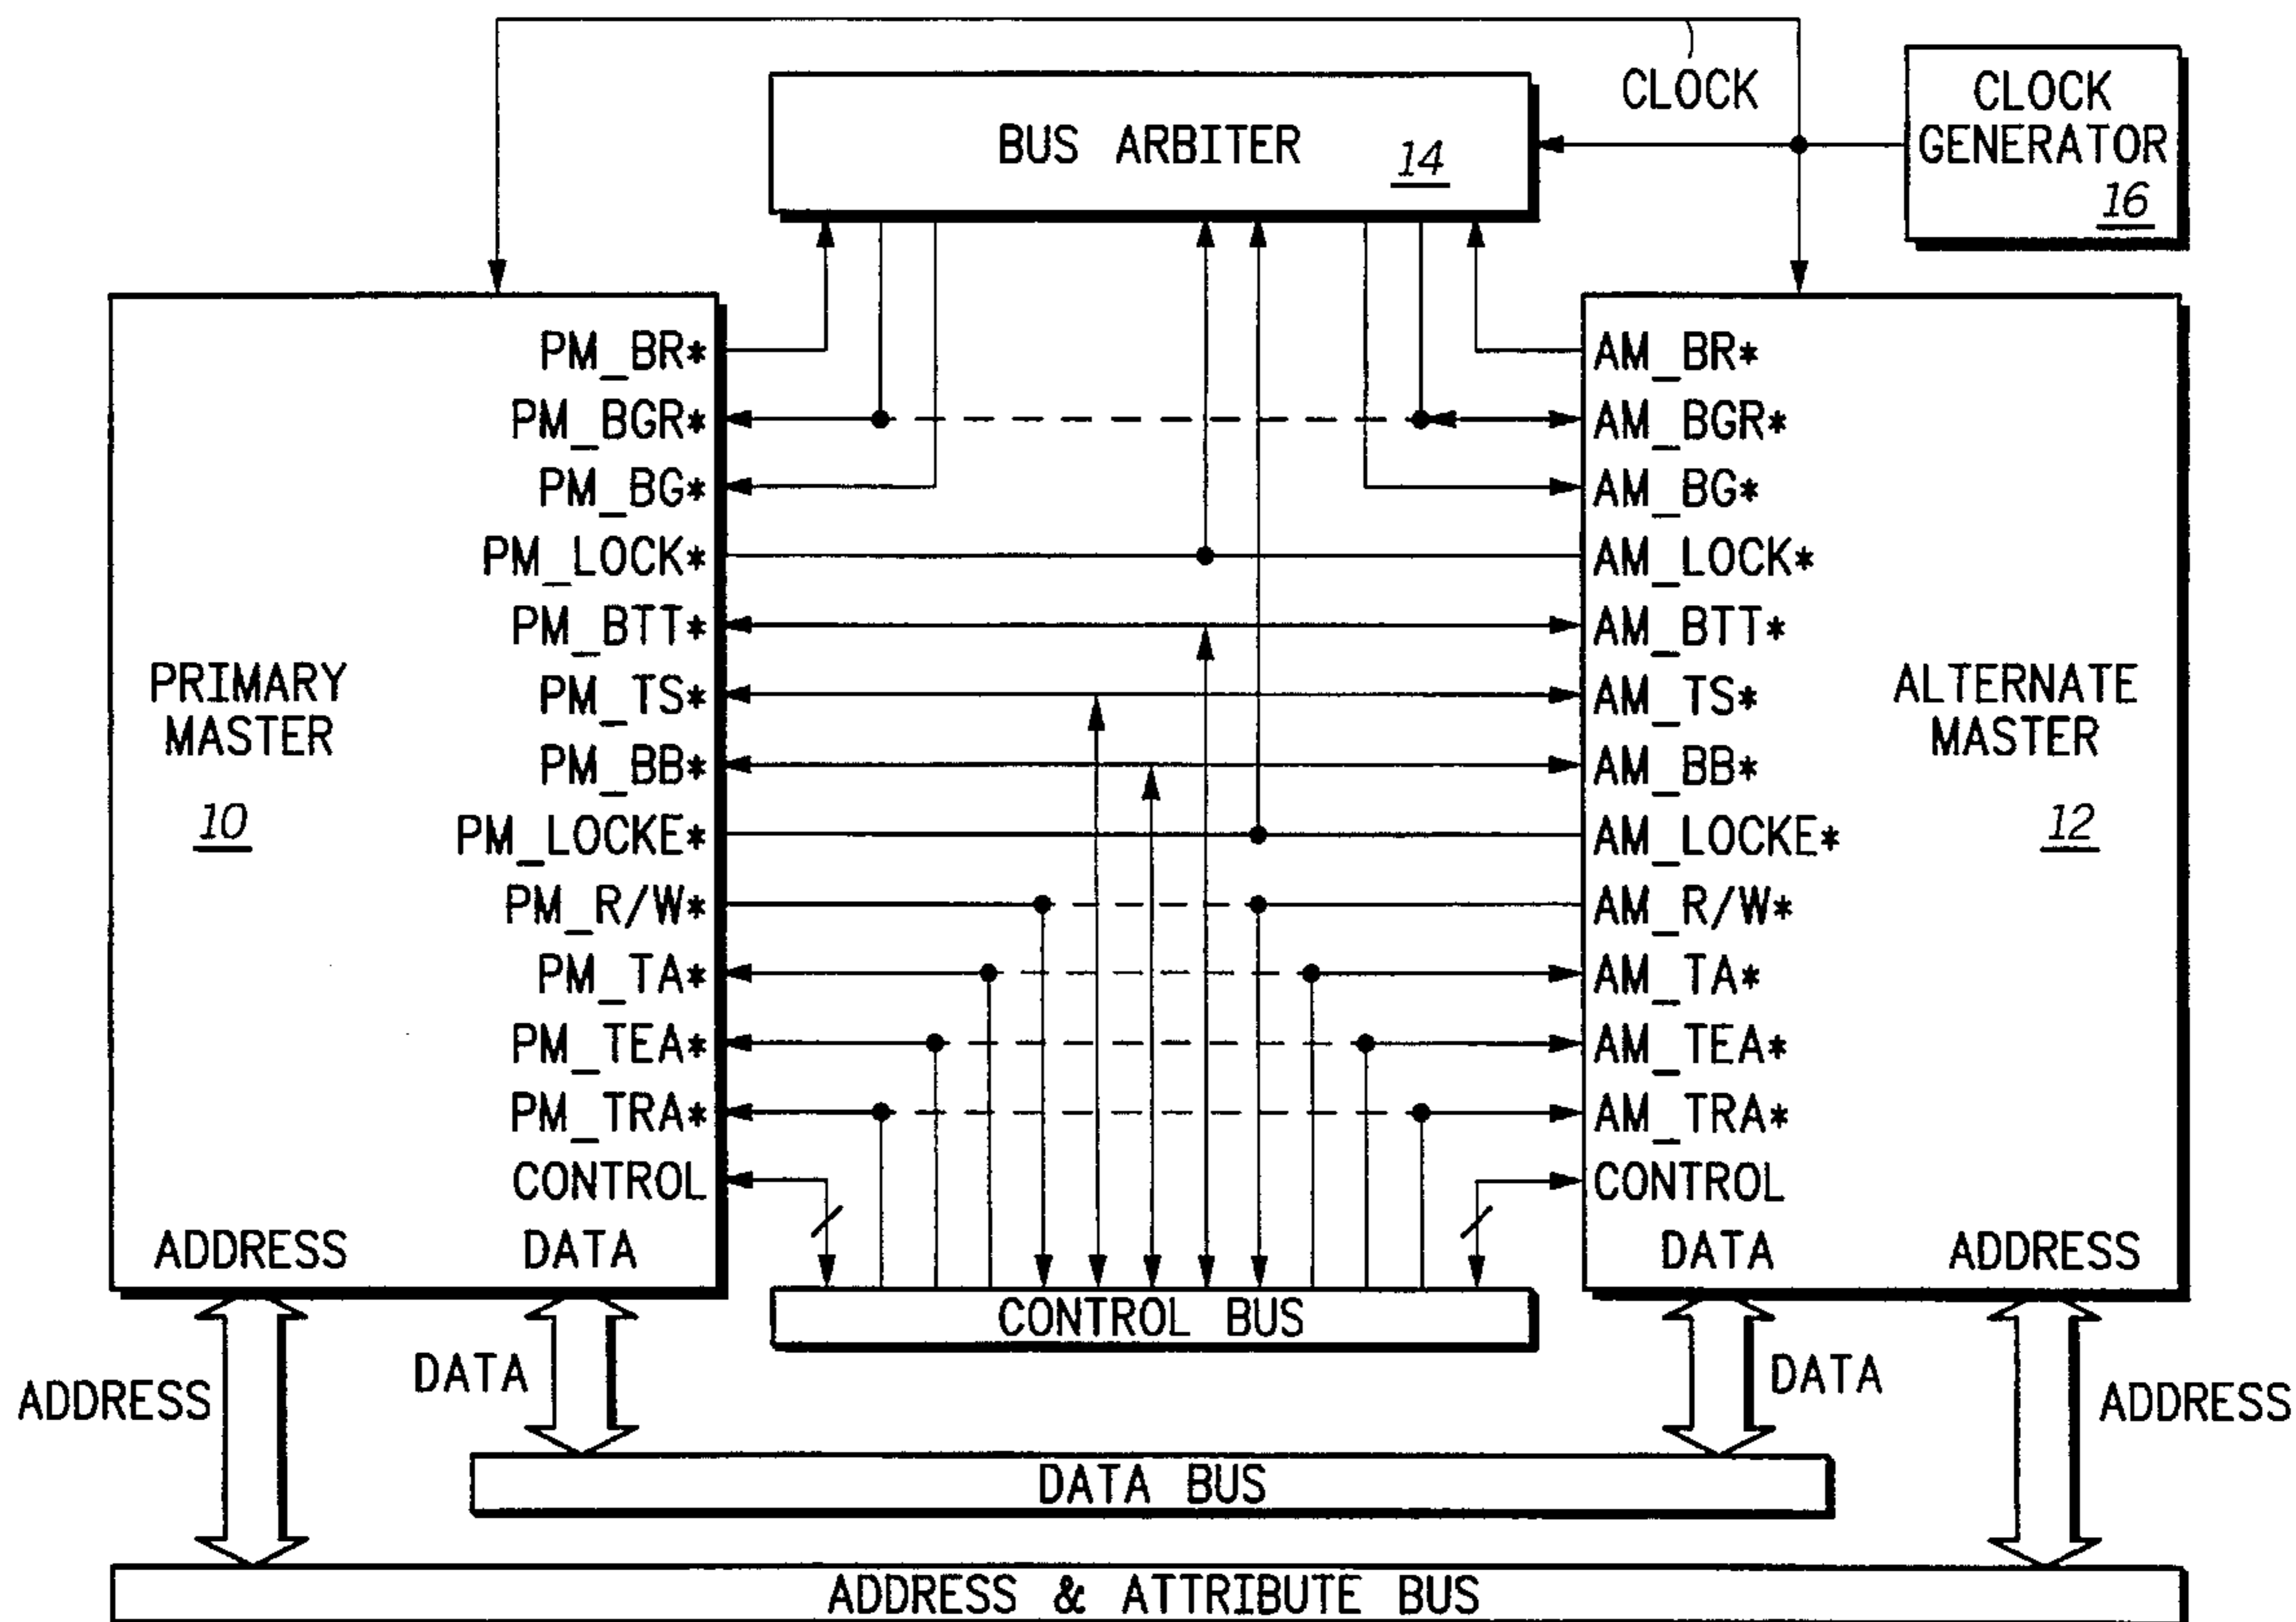 CLOCK
CLOCK
GENERATOR
16
BUS ARBITER 14
PM_BR*
PM_BGR*
PM_BG*
PM_LOCK*
PM_BTT*
PM_TS*
PM_BB*
PM_LOCKE*
PM_R/W*
PM_TA*
PM_TEA*
PM_TRA*
CONTROL
PRIMARY
MASTER
10
ADDRESS DATA
AM_BR*
AM_BGR*
AM_BG*
AM_LOCK*
AM_BTT*
AM_TS*
AM_BB*
AM_LOCKE*
AM_R/W*
AM_TA*
AM_TEA*
AM_TRA*
CONTROL
ALTERNATE
MASTER
12
DATA ADDRESS
CONTROL BUS
ADDRESS
DATA
DATA
ADDRESS
DATA BUS
ADDRESS & ATTRIBUTE BUS